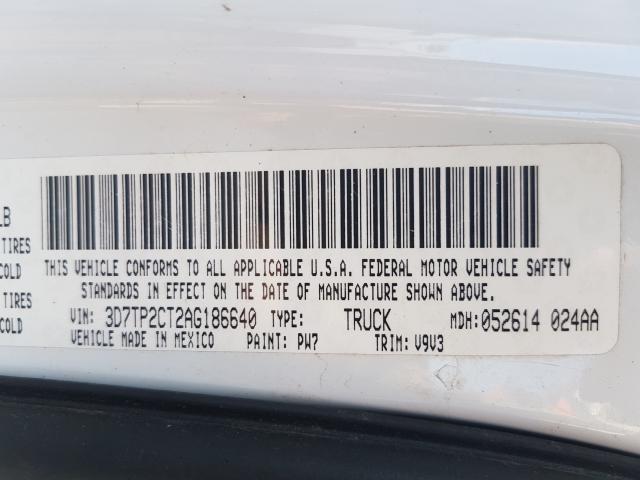 LB
TIRES
COLD
TIRES
COLD
THIS VEHICLE CONFORMS TO ALL APPLICABLE U.S.A. FEDERAL MOTOR VEHICLE SAFETY
STANDARDS IN EFFECT ON THE DATE OF MANUFACTURE SHOWN ABOVE.
VIN: 3D7TP2CT2AG186640 TYPE: TRUCK MDH:052614 024AA
VEHICLE MADE IN MEXICO PAINT: PW7 TRIM: V9V3